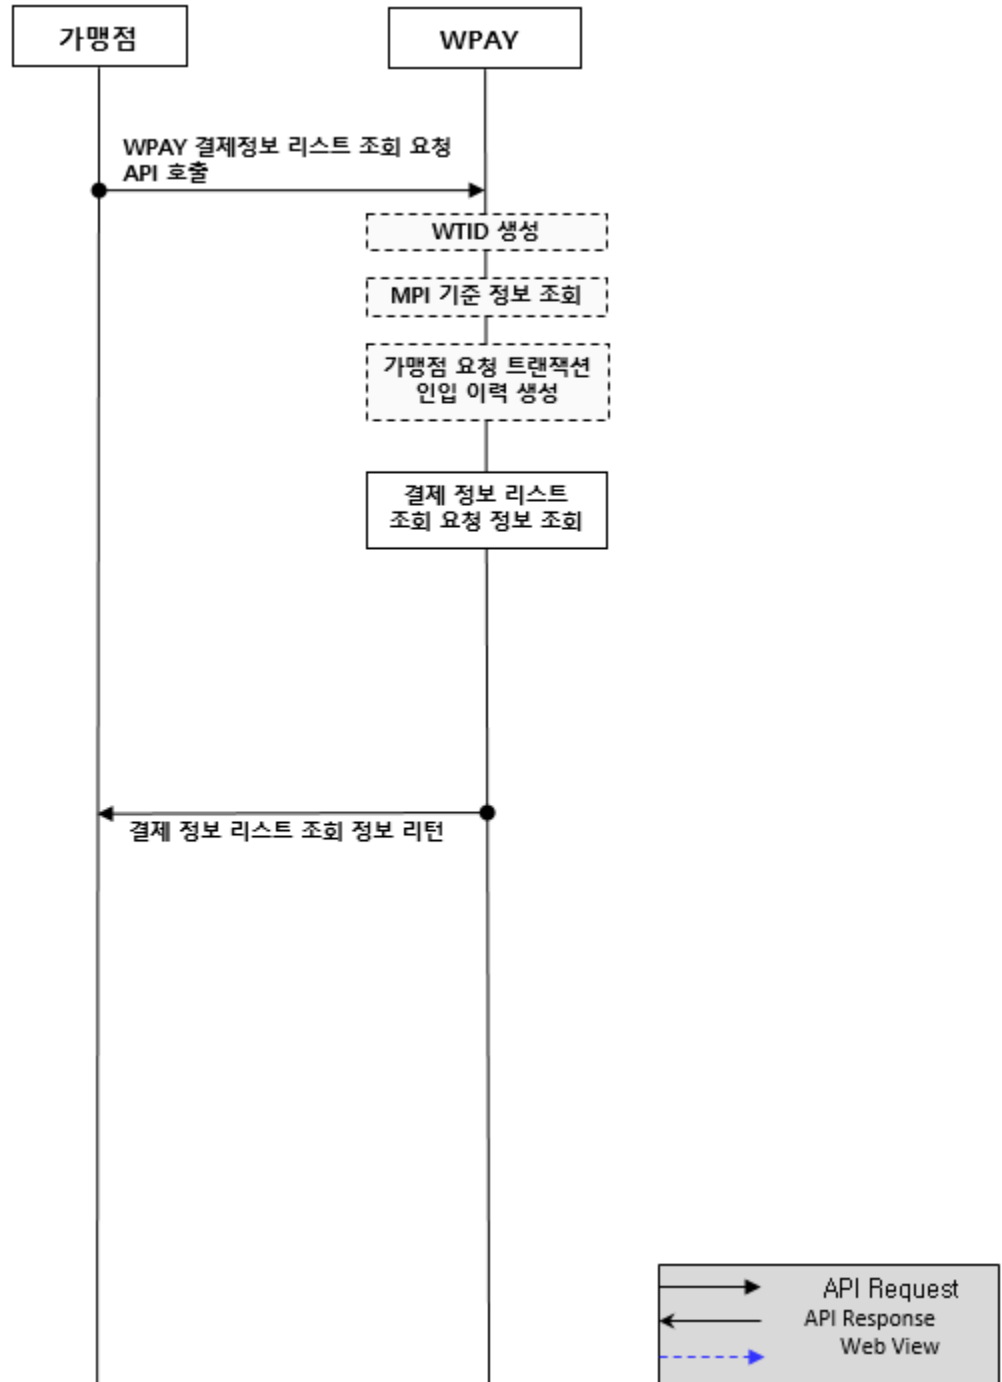 가맹점
WPAY
WPAY 결제정보 리스트 조회 요청
API 호출
WTID 생성
MPI 기준 정보 조회
가맹점 요청 트랜잭션
인입 이력 생성
결제 정보 리스트
조회 요청 정보 조회
결제 정보 리스트 조회 정보 리턴
API Request
API Response
Web View